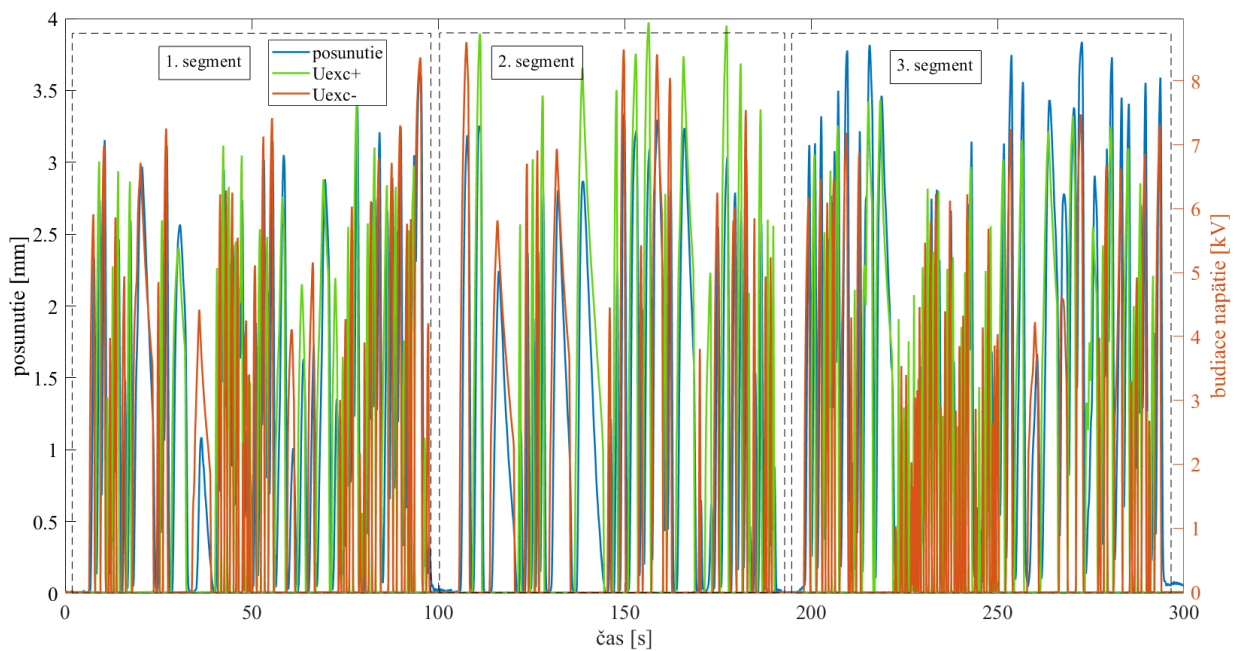 1. segment
posunutie
Uexc+
Uexc-
2. segment
3. segment
posunutie [mm]
4
3.5
3
2.5
2
1.5
1
0.5
0
0 50 100 150 200 250 300
čas [s]
8
7
6
5
4
3
2
1
0
budiace napätie [kV]